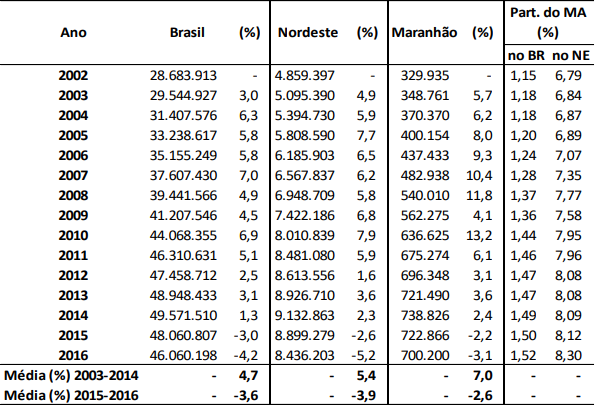 Part. do MA
Ano Brasil (%) Nordeste (%) Maranhão (%) (%)
no BR no NE
2002 28.683.913 - 4.859.397 - 329.935 - 1,15 6,79
2003 29.544.927 3,0 5.095.390 4,9 348.761 5,7 1,18 6,84
2004 31.407.576 6,3 5.394.730 5,9 370.370 6,2 1,18 6,87
2005 33.238.617 5,8 5.808.590 7,7 400.154 8,0 1,20 6,89
2006 35.155.249 5,8 6.185.903 6,5 437.433 9,3 1,24 7,07
2007 37.607.430 7,0 6.567.837 6,2 482.938 10,4 1,28 7,35
2008 39.441.566 4,9 6.948.709 5,8 540.010 11,8 1,37 7,77
2009 41.207.546 4,5 7.422.186 6,8 562.275 4,1 1,36 7,58
2010 44.068.355 6,9 8.010.839 7,9 636.625 13,2 1,44 7,95
2011 46.310.631 5,1 8.481.080 5,9 675.274 6,1 1,46 7,96
2012 47.458.712 2,5 8.613.556 1,6 696.348 3,1 1,47 8,08
2013 48.948.433 3,1 8.926.710 3,6 721.490 3,6 1,47 8,08
2014 49.571.510 1,3 9.132.863 2,3 738.826 2,4 1,49 8,09
2015 48.060.807 -3,0 8.899.279 -2,6 722.866 -2,2 1,50 8,12
2016 46.060.198 -4,2 8.436.203 -5,2 700.200 -3,1 1,52 8,30
Média (%) 2003-2014 - 4,7 - 5,4 - 7,0 - -
Média (%) 2015-2016 - -3,6 - -3,9 - -2,6 - -